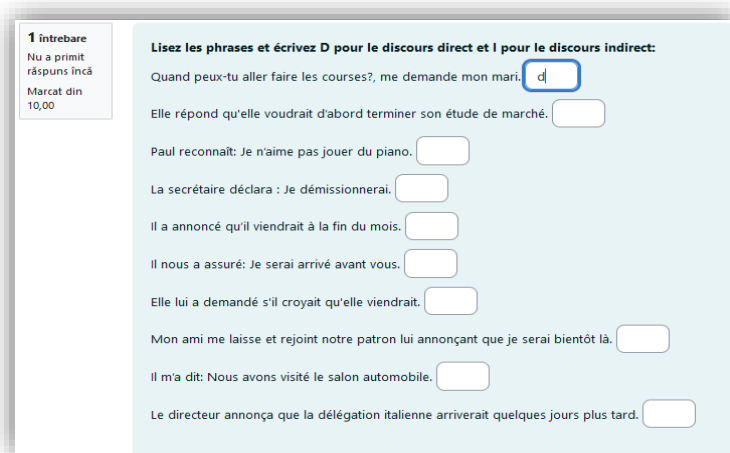 1 întrebare
Nu a primit
răspuns încă
Marcat din
10,00
Lisez les phrases et écrivez D pour le discours direct et I pour le discours indirect:
Quand peux-tu aller faire les courses?, me demande mon mari. d
Elle répond qu'elle voudrait d'abord terminer son étude de marché.
Paul reconnaît: Je n'aime pas jouer du piano.
La secrétaire déclara : Je démissionnerai.
Il a annoncé qu'il viendrait à la fin du mois.
Il nous a assuré: Je serai arrivé avant vous.
Elle lui a demandé s'il croyait qu'elle viendrait.
Mon ami me laisse et rejoint notre patron lui annonçant que je serai bientôt là.
Il m'a dit: Nous avons visité le salon automobile.
Le directeur annonça que la délégation italienne arriverait quelques jours plus tard.